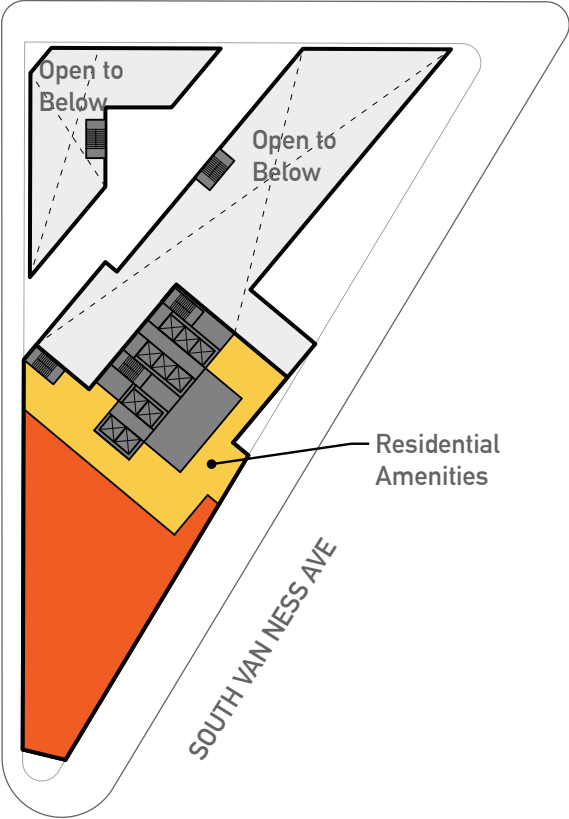 Open to
Below
Open to
Below
Residential
Amenities
SOUTH VAN NESS AVE